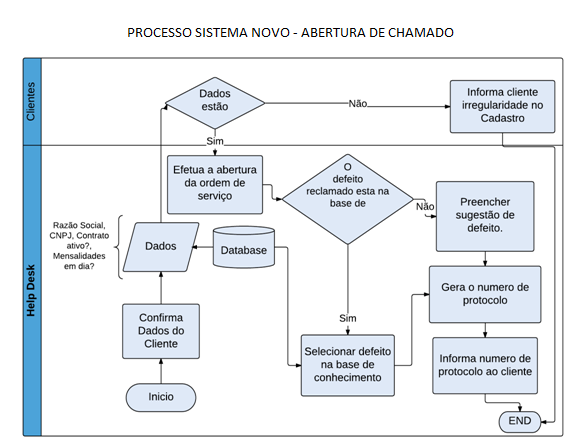 PROCESSO SISTEMA NOVO - ABERTURA DE CHAMADO
Clientes
Dados
estão
Não
Informa cliente
irregularidade no
Cadastro
Sim
Help Desk
Efetua a abertura
da ordem de
serviço
O
defeito
reclamado esta na
base de
Não
Preencher
sugestão de
defeito.
Razão Social,
CNPJ, Contrato
ativo?,
Mensalidades
em dia?
Dados
Database
Gera o numero de
protocolo
Confirma
Dados do
Cliente
Sim
Selecionar defeito
na base de
conhecimento
Informa numero de
protocolo ao cliente
Inicio
END